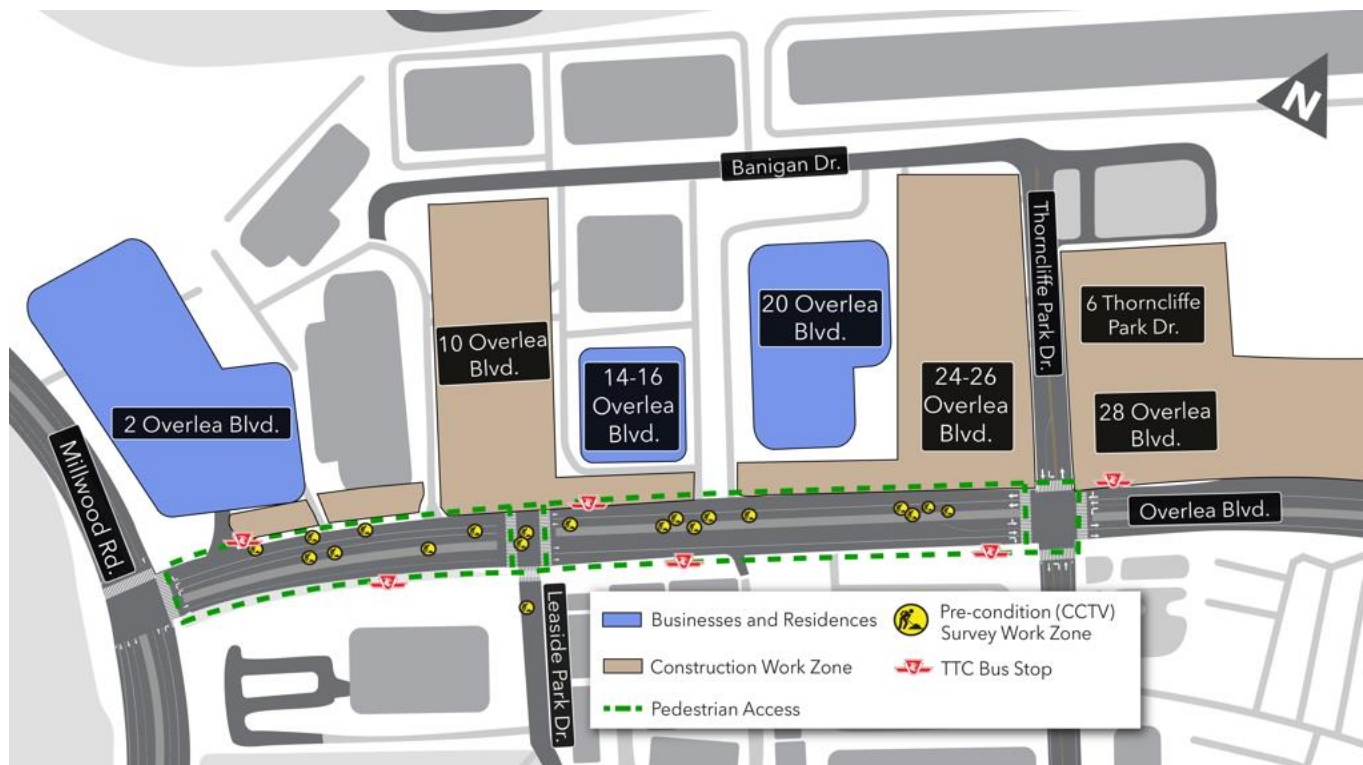 N
Banigan Dr.
Thorncliffe Park Dr.
10 Overlea
Blvd.
14-16
Overlea
Blvd.
20 Overlea
Blvd.
24-26
Overlea
Blvd.
6 Thorncliffe
Park Dr.
28 Overlea
Blvd.
2 Overlea Blvd.
Millwood Rd.
Overlea Blvd.
Leaside Park Dr.
Businesses and Residences
Construction Work Zone
Pedestrian Access
Pre-condition (CCTV)
Survey Work Zone
TTC Bus Stop